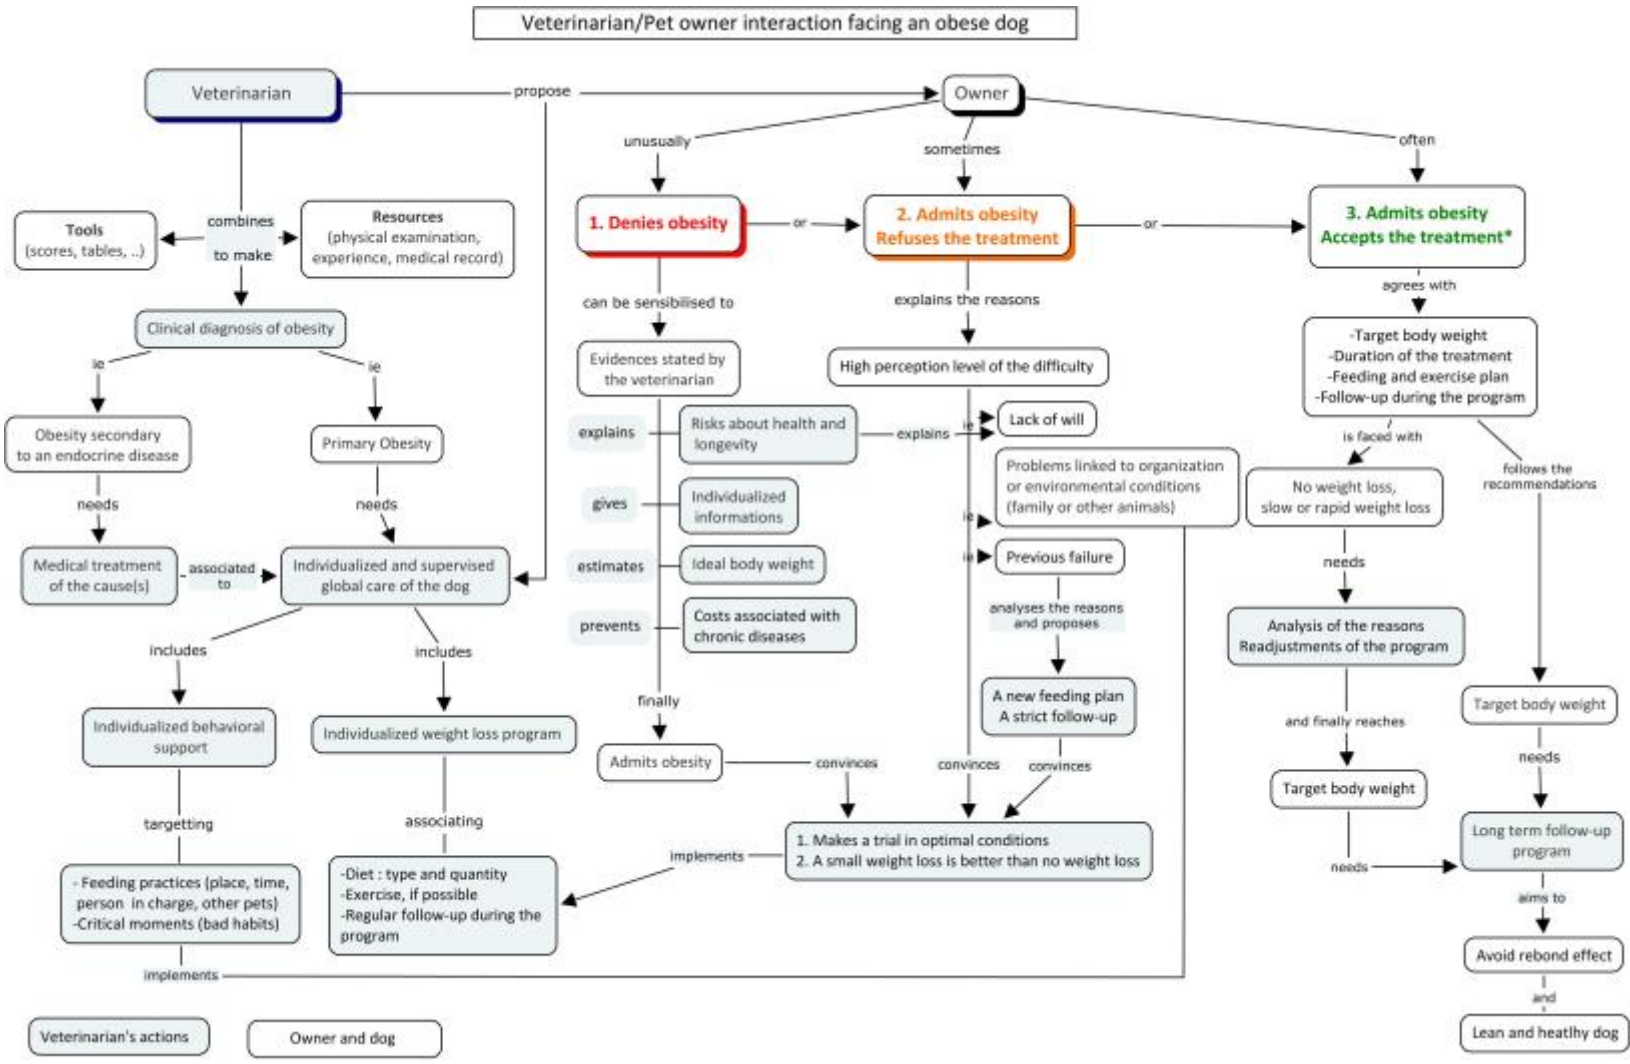 Veterinarian/Pet owner interaction facing an obese dog
Veterinarian
propose
Owner
unusually
sometimes
often
Tools
(scores, tables, ..)
combines
to make
Resources
(physical examination,
experience, medical record)
1. Denies obesity
or
2. Admits obesity
Refuses the treatment
or
3. Admits obesity
Accepts the treatment*
Clinical diagnosis of obesity
can be sensibilised to
explains the reasons
agrees with
ie
ie
Evidences stated by
the veterinarian
High perception level of the difficulty
-Target body weight
-Duration of the treatment
-Feeding and exercise plan
-Follow-up during the program
Obesity secondary
to an endocrine disease
Primary Obesity
explains
Risks about health and
longevity
explains
ie
Lack of will
is faced with
follows the
recommendations
needs
needs
gives
Individualized
informations
ie
Problems linked to organization
or environmental conditions
(family or other animals)
No weight loss,
slow or rapid weight loss
Medical treatment
of the cause(s)
associated
to
Individualized and supervised
global care of the dog
estimates
Ideal body weight
ie
Previous failure
needs
prevents
Costs associated with
chronic diseases
analyses the reasons
and proposes
Analysis of the reasons
Readjustments of the program
includes
includes
finally
A new feeding plan
A strict follow-up
and finally reaches
Target body weight
Individualized behavioral
support
Individualized weight loss program
Admits obesity
convinces
convinces
convinces
needs
Target body weight
targetting
associating
implements
1. Makes a trial in optimal conditions
2. A small weight loss is better than no weight loss
needs
Long term follow-up
program
- Feeding practices (place, time,
person in charge, other pets)
-Critical moments (bad habits)
-Diet : type and quantity
-Exercise, if possible
-Regular follow-up during the
program
aims to
Avoid rebond effect
implements
and
Lean and heatlhy dog
Veterinarian's actions
Owner and dog